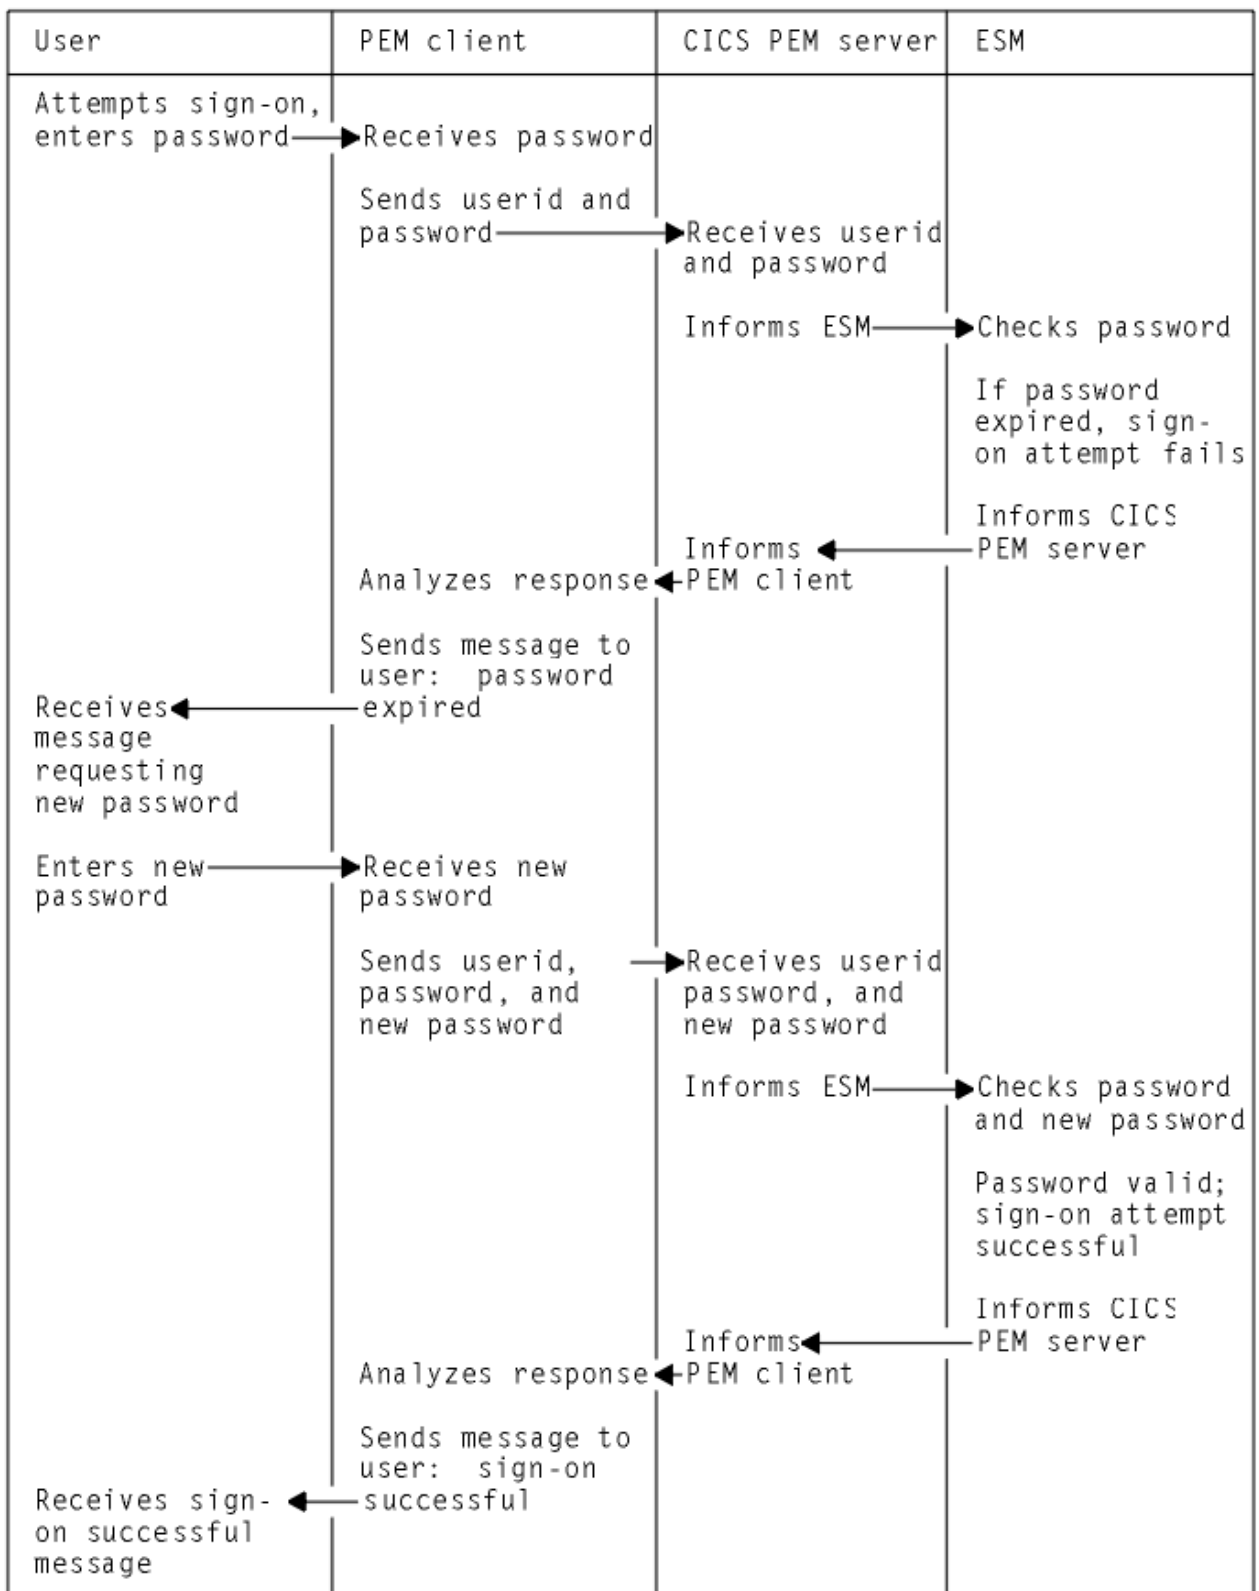 User PEM client CICS PEM server ESM
Attempts sign-on,
enters password Receives password
Sends userid and
password Receives userid
and password
Informs ESM Checks password
If password
expired, sign-
on attempt fails
Informs CICS
Informs PEM server
Analyzes response PEM client
Sends message to
user: password
Receives expired
message
requesting
new password
Enters new Receives new
password password
Sends userid, Receives userid
password, and password, and
new password new password
Informs ESM Checks password
and new password
Password valid;
sign-on attempt
successful
Informs CICS
Informs PEM server
Analyzes response PEM client
Sends message to
user: sign-on
Receives sign- successful
on successful
message